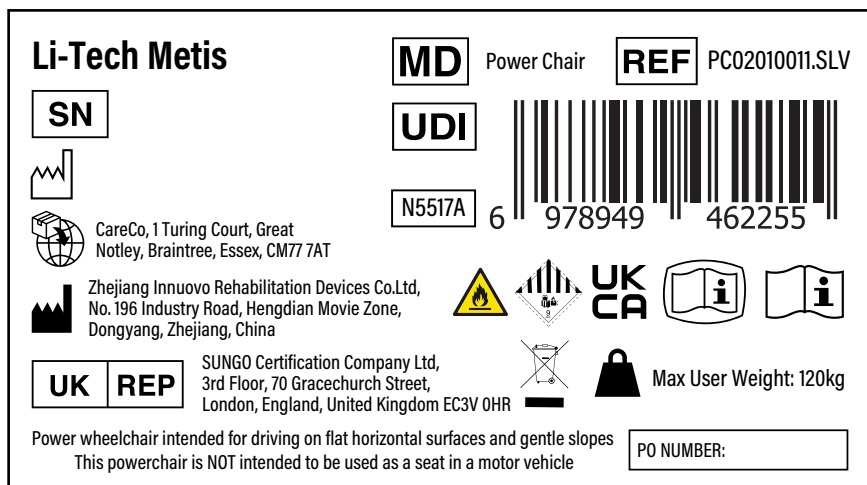 Li-Tech Metis
MD Power Chair REF PC02010011.SLV
SN
UDI
N5517A
6 978949 462255
CareCo, 1 Turing Court, Great
Notley, Braintree, Essex, CM77 7AT
Zhejiang Innuovo Rehabilitation Devices Co.Ltd,
No. 196 Industry Road, Hengdian Movie Zone,
Dongyang, Zhejiang, China
9
UK
CA
i
i
UK REP
SUNGO Certification Company Ltd,
3rd Floor, 70 Gracechurch Street,
London, England, United Kingdom EC3V 0HR
Max User Weight: 120kg
Power wheelchair intended for driving on flat horizontal surfaces and gentle slopes
This powerchair is NOT intended to be used as a seat in a motor vehicle
PO NUMBER: